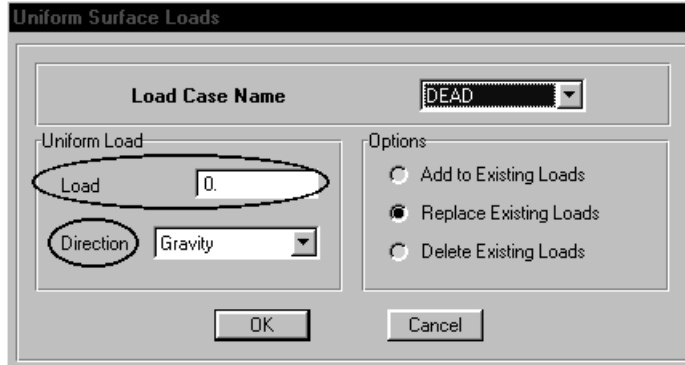 Uniform Surface Loads
Load Case Name
DEAD
Uniform Load
Load
0.
Direction
Gravity
Options
Add to Existing Loads
Replace Existing Loads
Delete Existing Loads
OK
Cancel